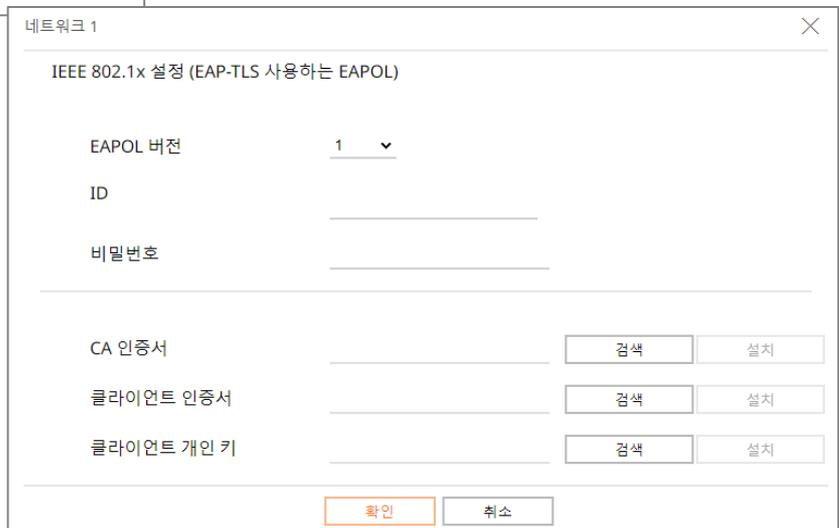 네트워크 1
IEEE 802.1x 설정 (EAP-TLS 사용하는 EAPOL)
EAPOL 버전 1
ID
비밀번호
CA 인증서 검색 설치
클라이언트 인증서 검색 설치
클라이언트 개인 키 검색 설치
확인 취소